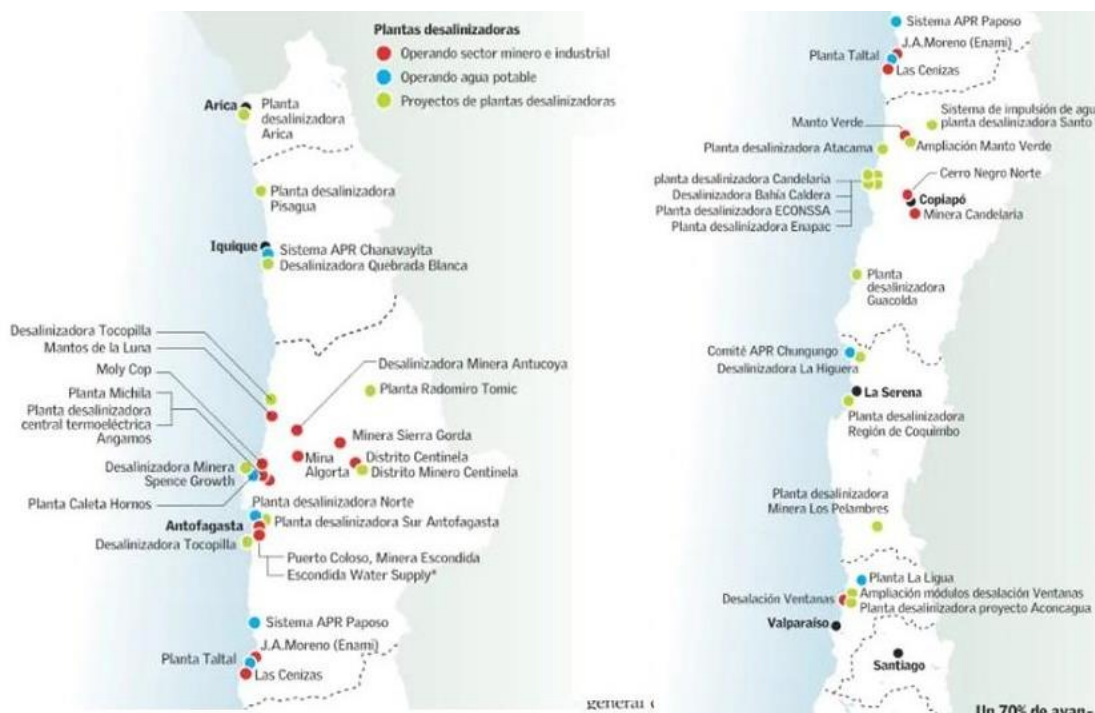 Plantas desalinizadoras
Operando sector minero e industrial
Operando agua potable
Proyectos de plantas desalinizadoras
Arica
Planta
desalinizadora
Arica
Planta desalinizadora
Pisagua
Iquique
Sistema APR Chanavayita
Desalinizadora Quebrada Blanca
Desalinizadora Tocopilla
Mantos de la Luna
Moly Cop
Planta Michila
Planta desalinizadora
central termoeléctrica
Angamos
Desalinizadora Minera
Spence Growth
Planta Caleta Hornos
Desalinizadora Minera Antucoya
Planta Radomiro Tomic
Minera Sierra Gorda
Mina
Algorta
Distrito Centinela
Distrito Minero Centinela
Planta desalinizadora Norte
Antofagasta
Planta desalinizadora Sur Antofagasta
Desalinizadora Tocopilla
Puerto Coloso, Minera Escondida
Escondida Water Supply*
Sistema APR Paposo
J.A.Moreno (Enami)
Planta Taltal
Las Cenizas
general
Sistema APR Paposo
J.A.Moreno (Enami)
Planta Taltal
Las Cenizas
Sistema de impulsión de agu
planta desalinizadora Santo
Manto Verde
Ampliación Manto Verde
Planta desalinizadora Atacama
planta desalinizadora Candelaria
Desalinizadora Bahía Caldera
Planta desalinizadora ECONSSA
Planta desalinizadora Enapac
Cerro Negro Norte
Copiapó
Minera Candelaria
Planta
desalinizadora
Guacolda
Comité APR Chungungo
Desalinizadora La Higuera
La Serena
Planta desalinizadora
Región de Coquimbo
Planta desalinizadora
Minera Los Pelambres
Planta La Ligua
Ampliación módulos desalación Ventanas
Desalación Ventanas
Planta desalinizadora proyecto Aconcagua
Valparaíso
Santiago
Un 70% de avan-